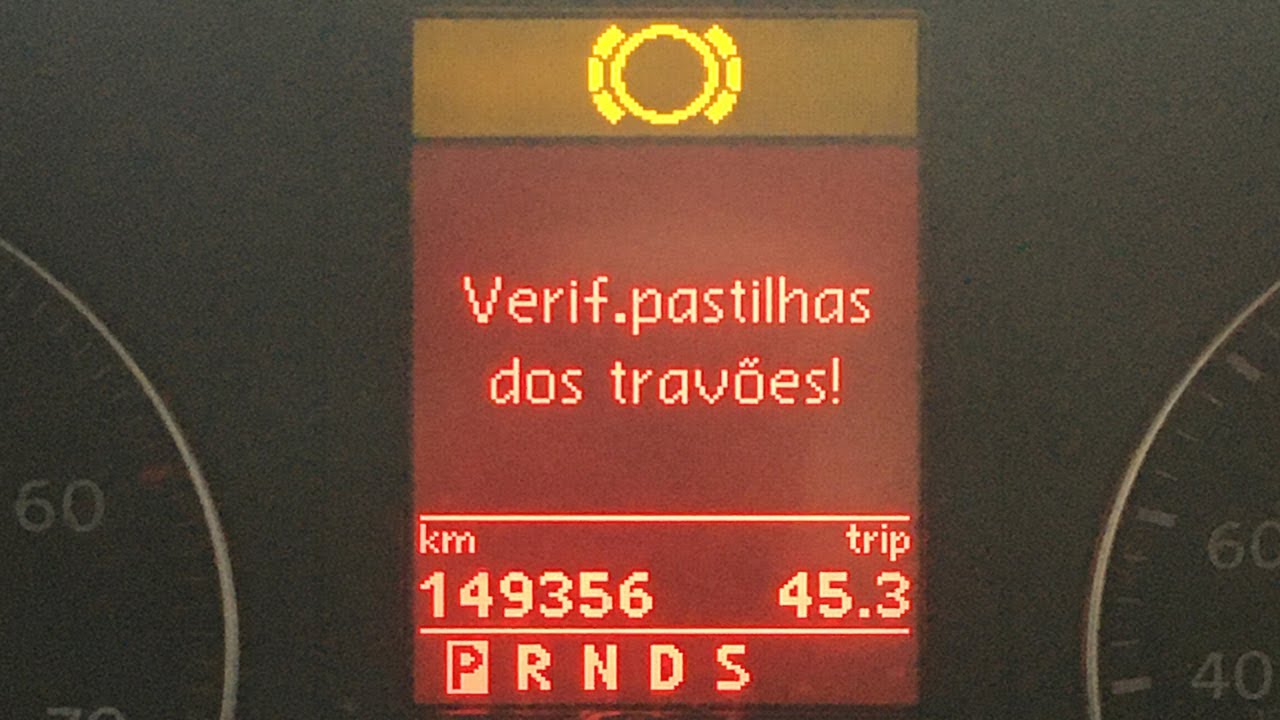 Verif.pastilhas
dos travões!
km trip
149356 45.3
P R N D S
60
60
40